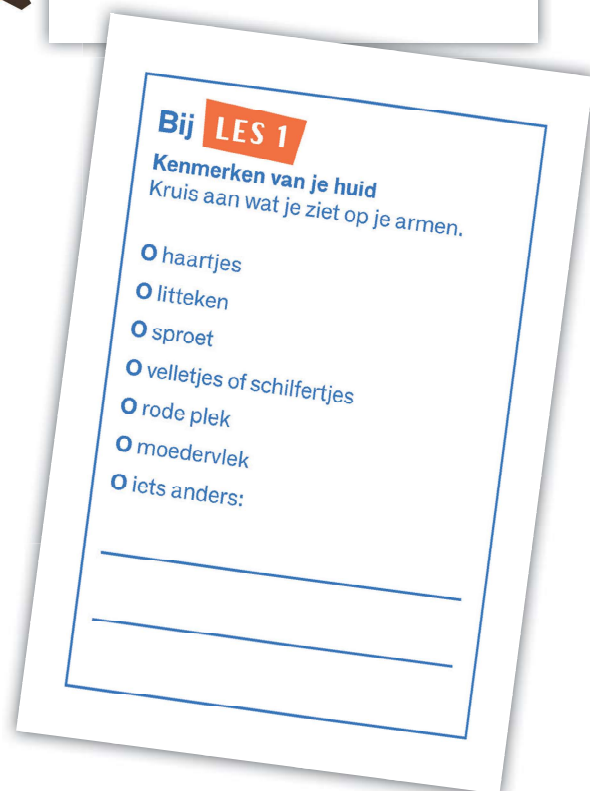 Bij LES 1
Kenmerken van je huid
Kruis aan wat je ziet op je armen.
O haartjes
O litteken
O sproet
O velletjes of schilfertjes
O rode plek
O moedervlek
O iets anders: